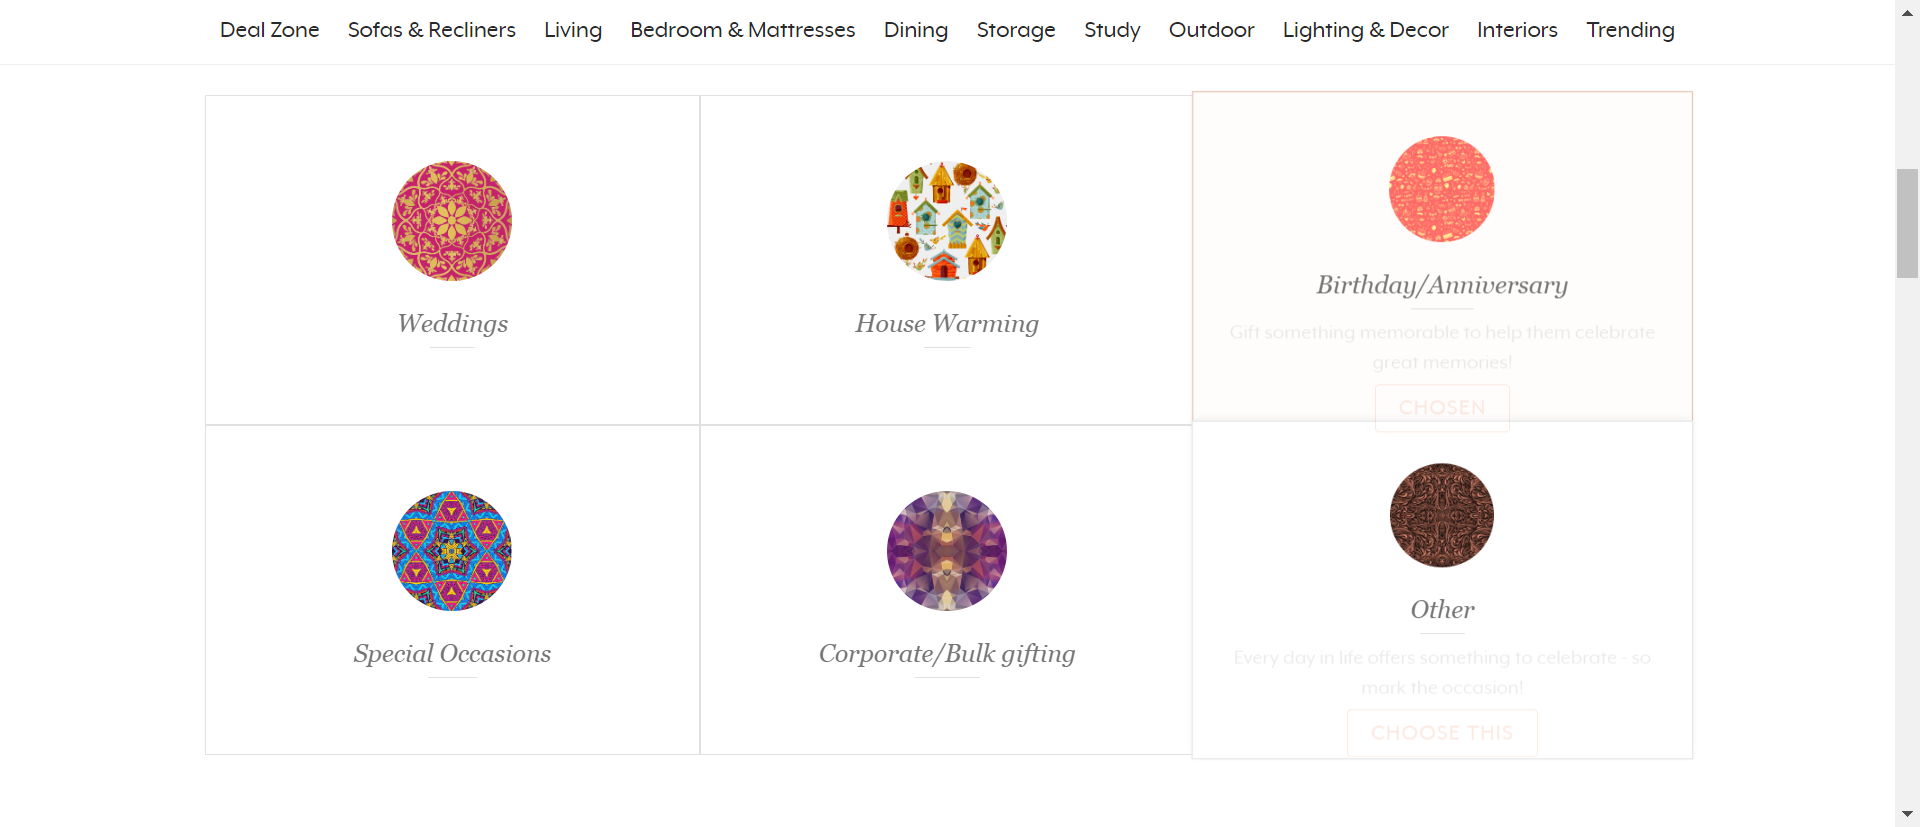 Deal Zone Sofas & Recliners Living Bedroom & Mattresses Dining Storage Study Outdoor Lighting & Decor Interiors Trending
Weddings
House Warming
Birthday/Anniversary
Gift something memorable to help them celebrate
great memories!
CHOSEN
Special Occasions
Corporate/Bulk gifting
Other
Every day in life offers something to celebrate - so
mark the occasion!
CHOOSE THIS